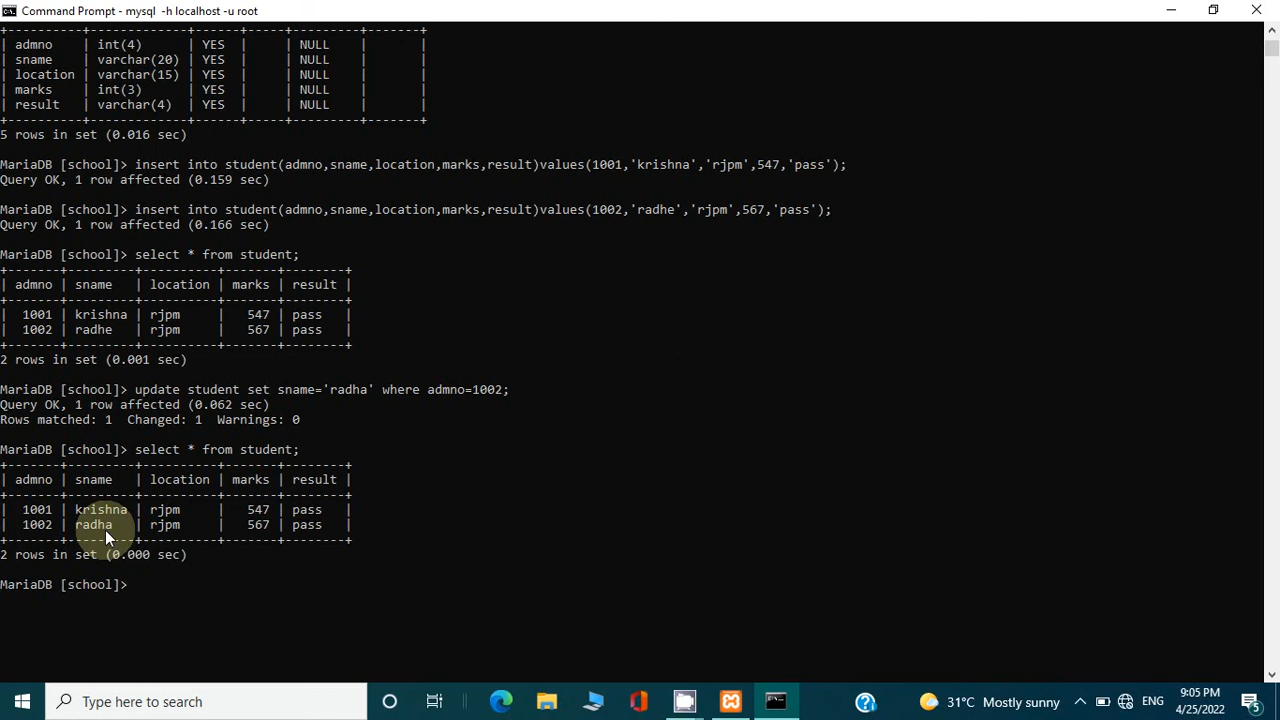 Command Prompt - mysql -h localhost -u root
+----------+-------------+------+-----+---------+-------+
| admno    | int(4)      | YES  |     | NULL    |       |
| sname    | varchar(20) | YES  |     | NULL    |       |
| location | varchar(15) | YES  |     | NULL    |       |
| marks    | int(3)      | YES  |     | NULL    |       |
| result   | varchar(4)  | YES  |     | NULL    |       |
+----------+-------------+------+-----+---------+-------+
5 rows in set (0.016 sec)
MariaDB [school]> insert into student(admno,sname,location,marks,result)values(1001,'krishna','rjpm',547,'pass');
Query OK, 1 row affected (0.159 sec)
MariaDB [school]> insert into student(admno,sname,location,marks,result)values(1002,'radhe','rjpm',567,'pass');
Query OK, 1 row affected (0.166 sec)
MariaDB [school]> select * from student;
+-------+---------+----------+-------+--------+
| admno | sname   | location | marks | result |
+-------+---------+----------+-------+--------+
|  1001 | krishna | rjpm     |   547 | pass   |
|  1002 | radhe   | rjpm     |   567 | pass   |
+-------+---------+----------+-------+--------+
2 rows in set (0.001 sec)
MariaDB [school]> update student set sname='radha' where admno=1002;
Query OK, 1 row affected (0.062 sec)
Rows matched: 1  Changed: 1  Warnings: 0
MariaDB [school]> select * from student;
+-------+---------+----------+-------+--------+
| admno | sname   | location | marks | result |
+-------+---------+----------+-------+--------+
|  1001 | krishna | rjpm     |   547 | pass   |
|  1002 | radha   | rjpm     |   567 | pass   |
+-------+---------+----------+-------+--------+
2 rows in set (0.000 sec)
MariaDB [school]>
Type here to search
31°C Mostly sunny
ENG
9:05 PM
4/25/2022
5